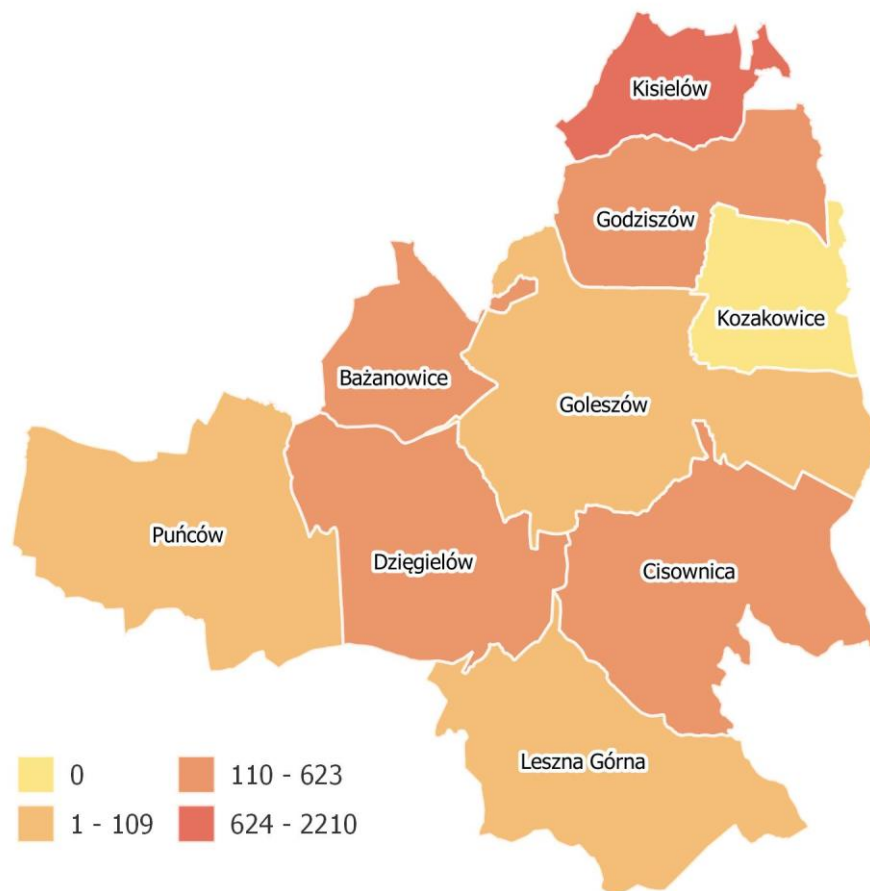 Kisielów
Godziszów
Kozakowice
Bażanowice
Goleszów
Puńców
Dzięgielów
Cisownica
Leszna Górna
0
110 - 623
1 - 109
624 - 2210